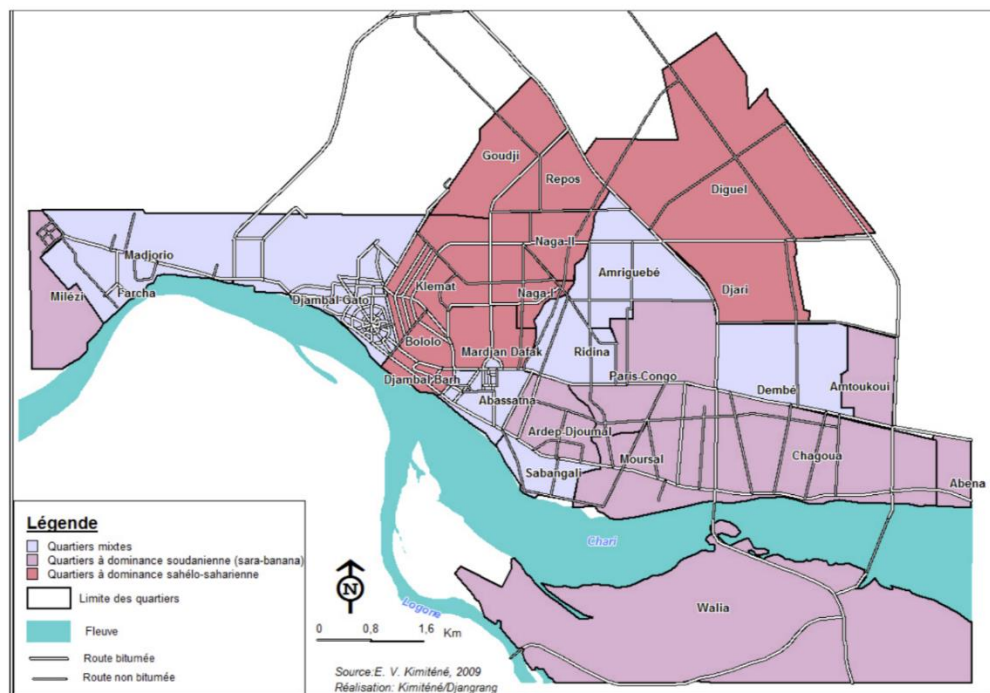 Goudji
Repos
Diguel
Naga-II
Madjorio
Amriguebé
Milézi
Farcha
Klemat
Naga-I
Djari
Djambal Gato
Bololo
Mardjan Dafak
Ridina
Djambal Barh
Paris-Congo
Dembé
Amtoukoui
Abassatna
Ardep-Djoumal
Moursal
Chagoua
Sabangali
Abena
Chari
Walia
Logone
Légende
Quartiers mixtes
Quartiers à dominance soudanienne (sara-banana)
Quartiers à dominance sahélo-saharienne
Limite des quartiers
Fleuve
Route bitumée
Route non bitumée
N
0 0,8 1,6 Km
Source:E. V. Kimiténé, 2009
Réalisation: Kimiténé/Djangrang